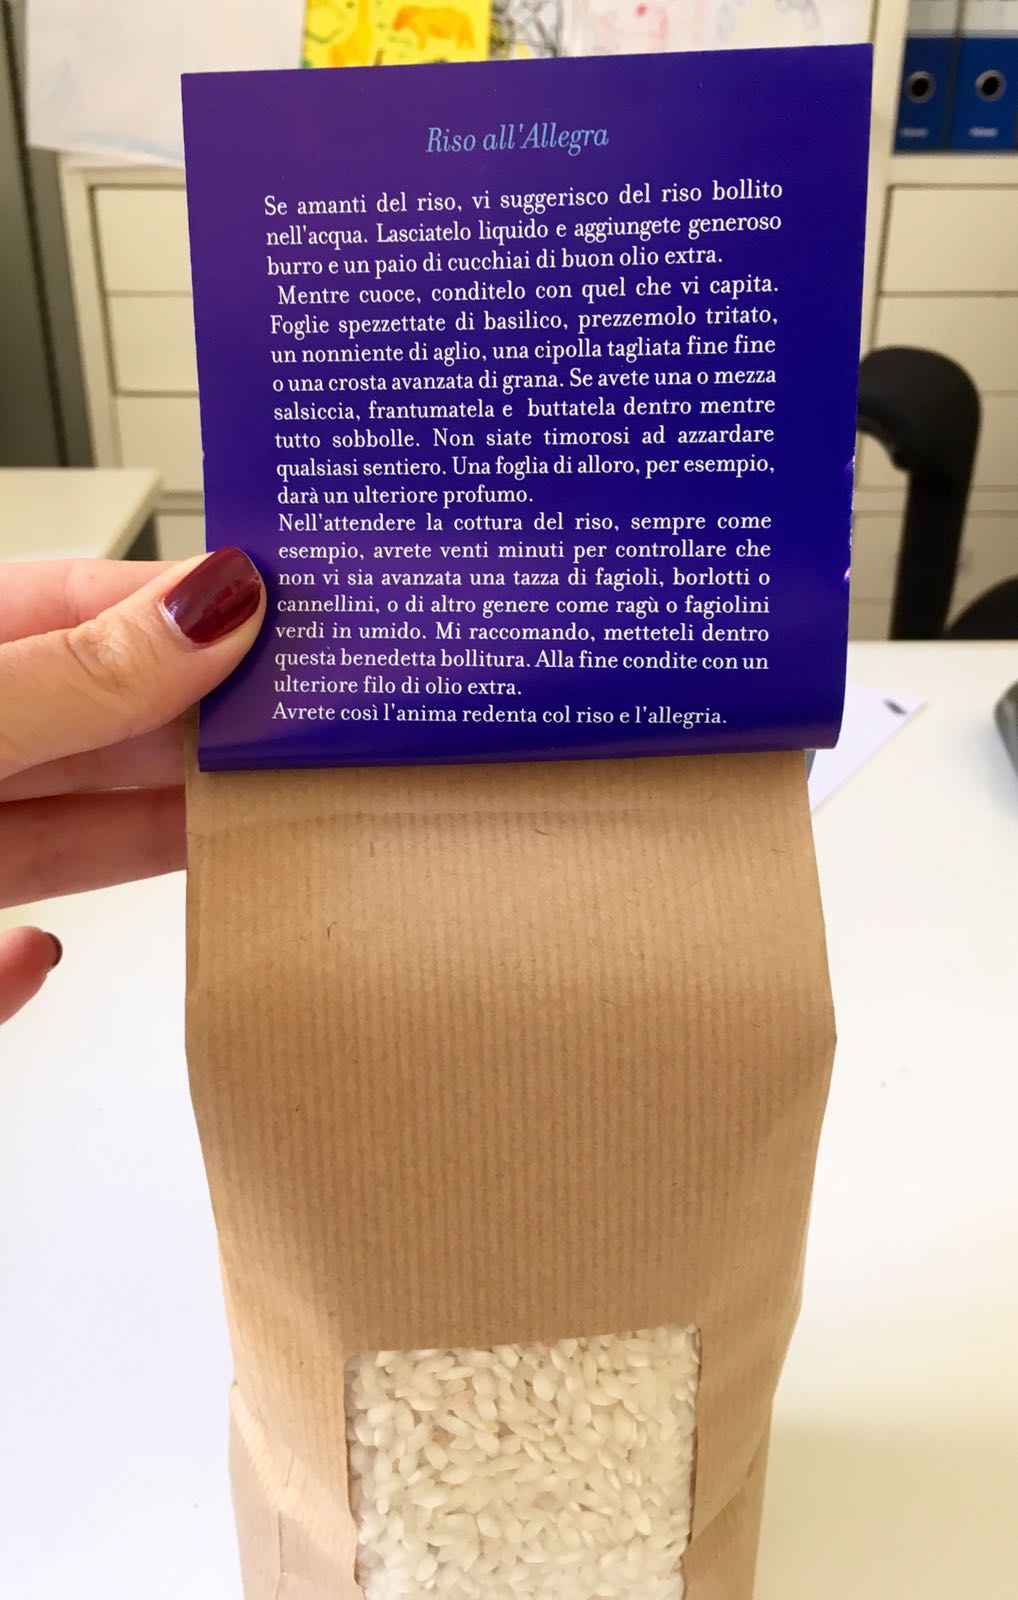 Riso all'Allegra
Se amanti del riso, vi suggerisco del riso bollito
nell'acqua. Lasciatelo liquido e aggiungete generoso
burro e un paio di cucchiai di buon olio extra.
Mentre cuoce, conditelo con quel che vi capita.
Foglie spezzettate di basilico, prezzemolo tritato,
un nonniente di aglio, una cipolla tagliata fine fine
o una crosta avanzata di grana. Se avete una o mezza
salsiccia, frantumatela e buttatela dentro mentre
tutto sobbolle. Non siate timorosi ad azzardare
qualsiasi sentiero. Una foglia di alloro, per esempio,
darà un ulteriore profumo.
Nell'attendere la cottura del riso, sempre come
esempio, avrete venti minuti per controllare che
non vi sia avanzata una tazza di fagioli, borlotti o
cannellini, o di altro genere come ragù o fagiolini
verdi in umido. Mi raccomando, metteteli dentro
questa benedetta bollitura. Alla fine condite con un
ulteriore filo di olio extra.
Avrete così l'anima redenta col riso e l'allegria.